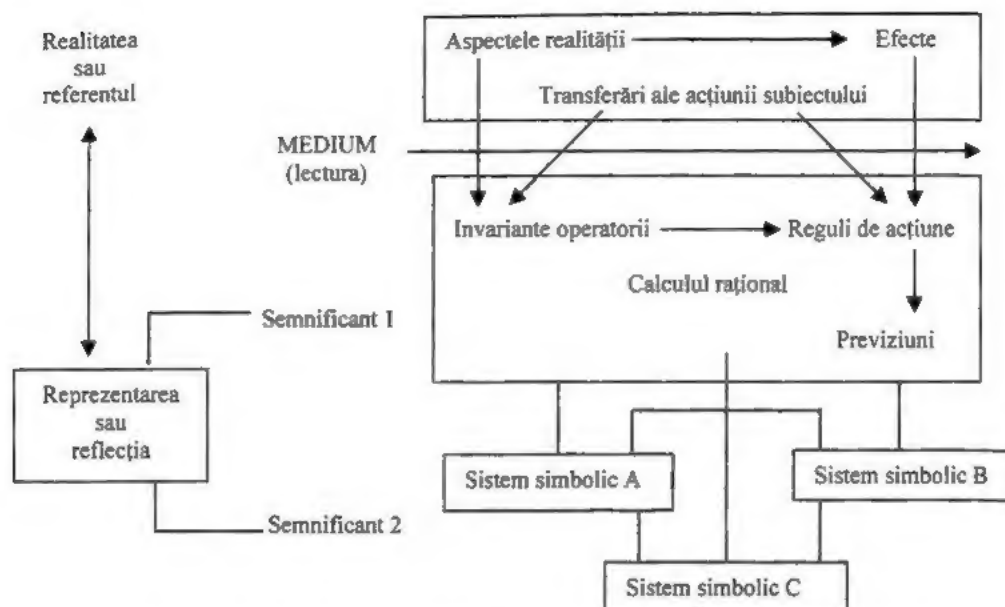 Realitatea
sau
referentul
Aspectele realității
Efecte
Transferări ale acțiunii subiectului
MEDIUM
(lectura)
Invariante operatorii
Reguli de acțiune
Calculul rațional
Previziuni
Semnificant 1
Reprezentarea
sau
reflecția
Semnificant 2
Sistem simbolic A
Sistem simbolic B
Sistem simbolic C